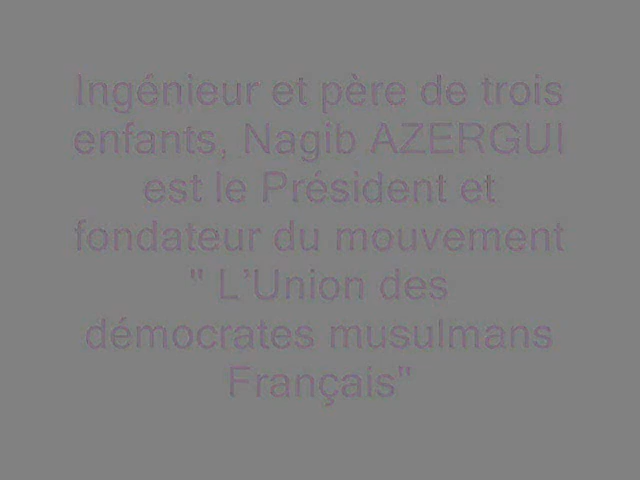 Ingénieur et père de trois
enfants, Nagib AZERGUI
est le Président et
fondateur du mouvement
" L’Union des
démocrates musulmans
Français"